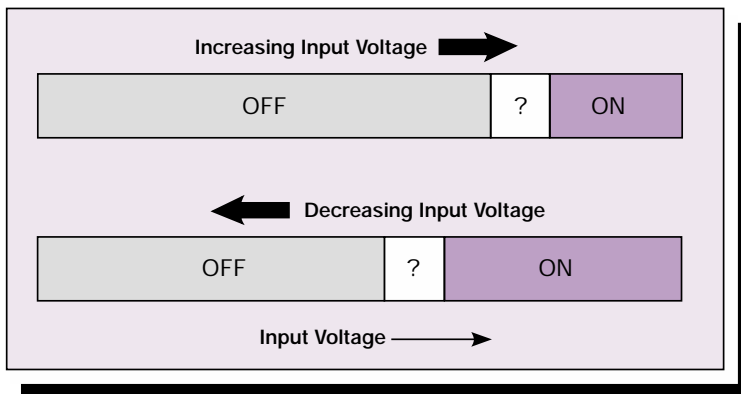 Increasing Input Voltage
OFF ? ON
Decreasing Input Voltage
OFF ? ON
Input Voltage